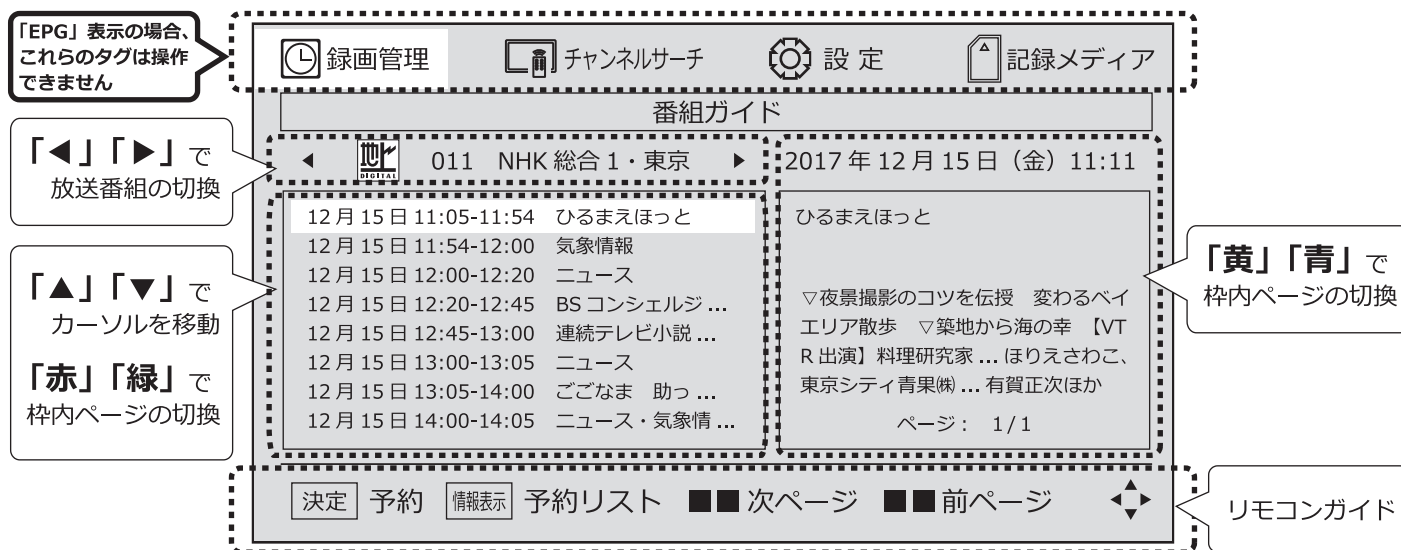 「EPG」表示の場合、
これらのタグは操作
できません
録画管理
チャンネルサーチ
設 定
記録メディア
番組ガイド
「◀」「▶」で
放送番組の切換
◀ 地 DIGITAL 011 NHK 総合 1・東京 ▶
2017 年 12 月 15 日（金）11:11
「▲」「▼」で
カーソルを移動
「赤」「緑」で
枠内ページの切換
12 月 15 日 11:05-11:54 ひるまえほっと
12 月 15 日 11:54-12:00 気象情報
12 月 15 日 12:00-12:20 ニュース
12 月 15 日 12:20-12:45 BS コンシェルジ ...
12 月 15 日 12:45-13:00 連続テレビ小説 ...
12 月 15 日 13:00-13:05 ニュース
12 月 15 日 13:05-14:00 ごごなま 助っ ...
12 月 15 日 14:00-14:05 ニュース・気象情 ...
ひるまえほっと
▽夜景撮影のコツを伝授 変わるベイ
エリア散歩 ▽築地から海の幸 【VT
R 出演】料理研究家 ... ほりえさわこ、
東京シティ青果㈱ ... 有賀正次ほか
ページ： 1/1
「黄」「青」で
枠内ページの切換
決定 予約 情報表示 予約リスト ■■次ページ ■■前ページ
リモコンガイド